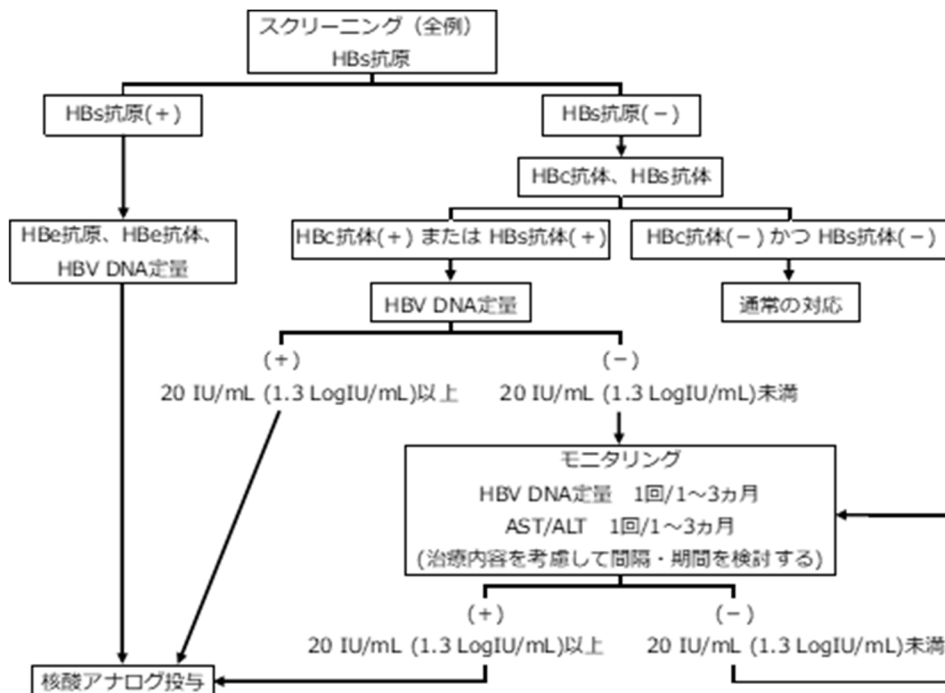 スクリーニング（全例）
HBs抗原
HBs抗原(+)
HBs抗原(−)
HBc抗体、HBs抗体
HBe抗原、HBe抗体、
HBV DNA定量
HBc抗体(+) または HBs抗体(+)
HBc抗体(−) かつ HBs抗体(−)
HBV DNA定量
通常の対応
(+)
20 IU/mL (1.3 LogIU/mL)以上
(−)
20 IU/mL (1.3 LogIU/mL)未満
モニタリング
HBV DNA定量　1回/1～3ヵ月
AST/ALT　1回/1～3ヵ月
(治療内容を考慮して間隔・期間を検討する)
(+)
20 IU/mL (1.3 LogIU/mL)以上
(−)
20 IU/mL (1.3 LogIU/mL)未満
核酸アナログ投与